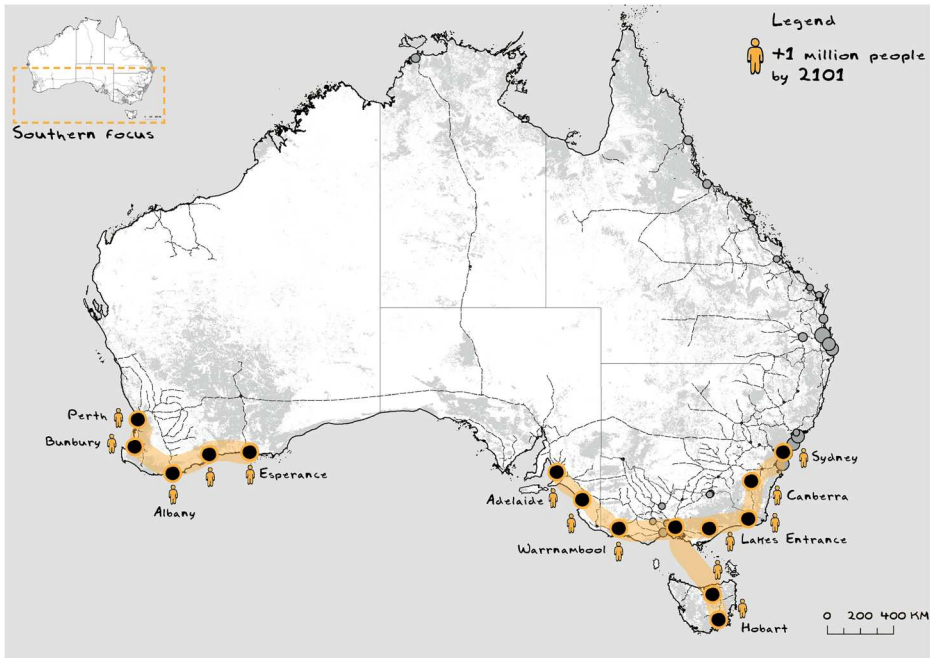 Legend
+1 million people
by 2101
Southern focus
Perth
Bunbury
Albany
Esperance
Adelaide
Warrnambool
Sydney
Canberra
Lakes Entrance
Hobart
0 200 400 KM